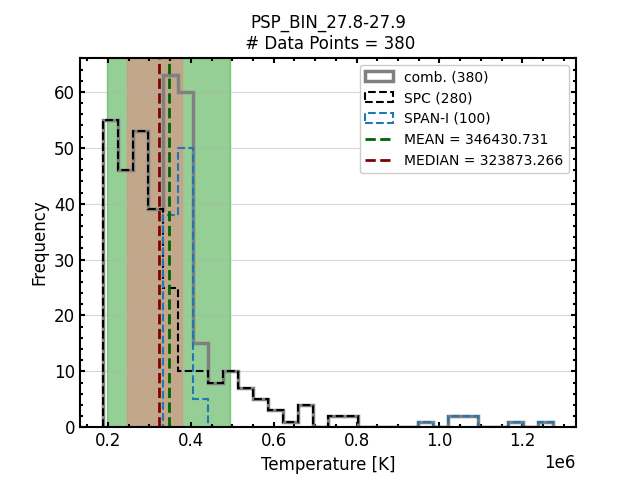 PSP_BIN_27.8-27.9
# Data Points = 380
comb. (380)
SPC (280)
SPAN-I (100)
MEAN = 346430.731
MEDIAN = 323873.266
Frequency
60
50
40
30
20
10
0
0.2
0.4
0.6
0.8
1.0
1.2
1e6
Temperature [K]